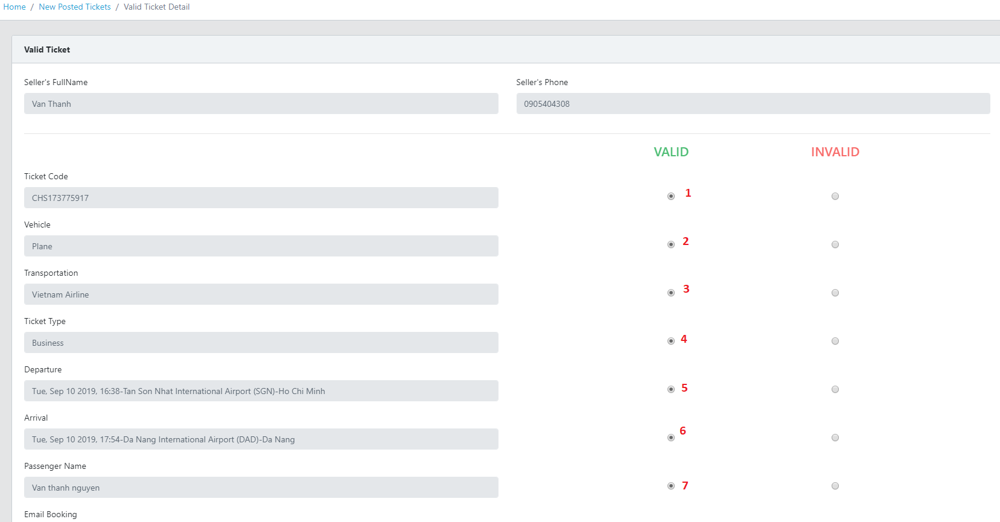 Home / New Posted Tickets / Valid Ticket Detail
Valid Ticket
Seller's FullName Seller's Phone
Van Thanh 0905404308
VALID INVALID
Ticket Code
CHS173775917 1
Vehicle
Plane 2
Transportation
Vietnam Airline 3
Ticket Type
Business 4
Departure
Tue, Sep 10 2019, 16:38-Tan Son Nhat International Airport (SGN)-Ho Chi Minh 5
Arrival
Tue, Sep 10 2019, 17:54-Da Nang International Airport (DAD)-Da Nang 6
Passenger Name
Van thanh nguyen 7
Email Booking